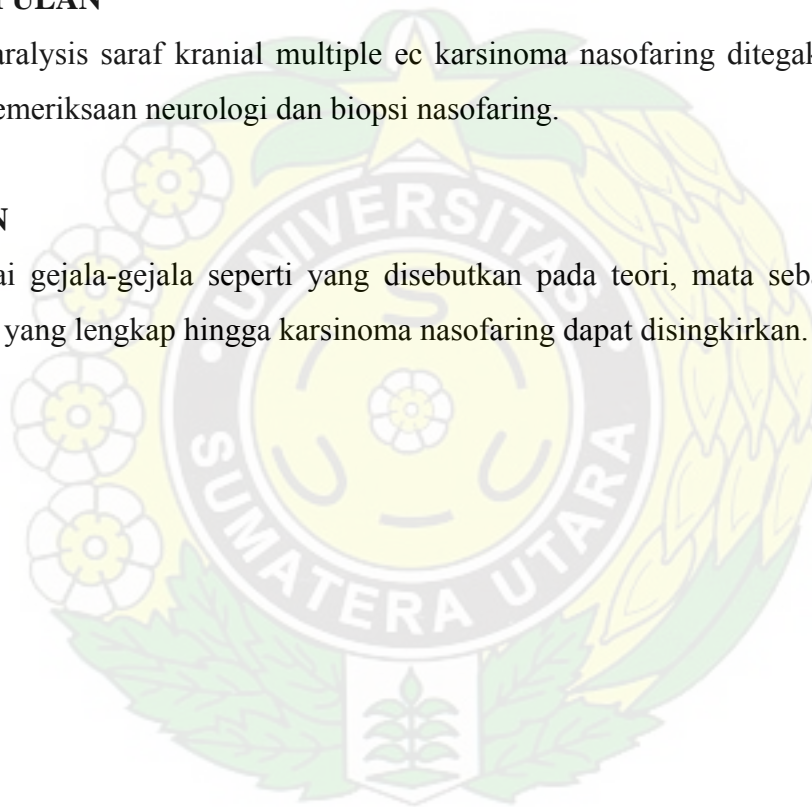 ULAN
aralysis saraf kranial multiple ec karsinoma nasofaring ditegak
emeriksaan neurologi dan biopsi nasofaring.
N
ai gejala-gejala seperti yang disebutkan pada teori, mata seb
yang lengkap hingga karsinoma nasofaring dapat disingkirkan.
UNIVERSITAS
SUMATERA UTARA